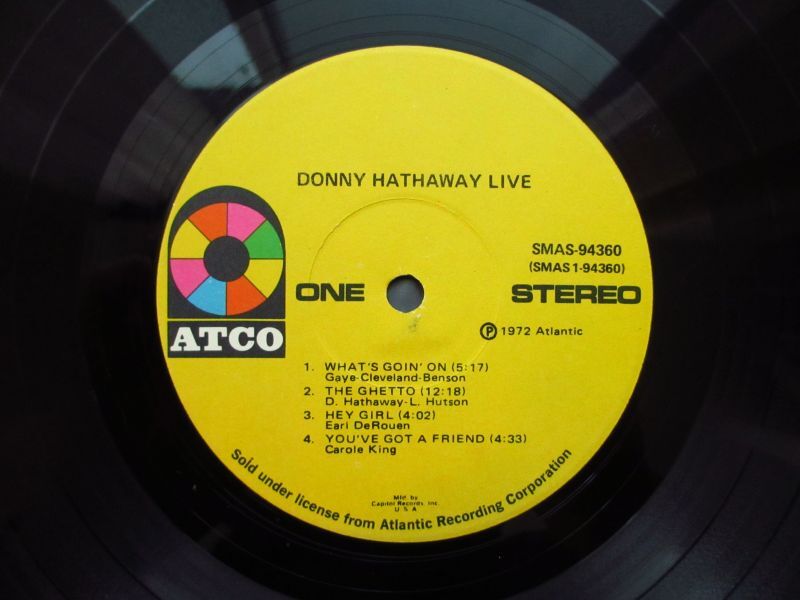 DONNY HATHAWAY LIVE
SMAS-94360
(SMAS 1-94360)
ONE
STEREO
ATCO
Ⓟ 1972 Atlantic
1. WHAT'S GOIN' ON (5:17)
Gaye-Cleveland-Benson
2. THE GHETTO (12:18)
D. Hathaway-L. Hutson
3. HEY GIRL (4:02)
Earl DeRouen
4. YOU'VE GOT A FRIEND (4:33)
Carole King
Mfd. by
Capitol Records, Inc.
U S A
Sold under license from Atlantic Recording Corporation